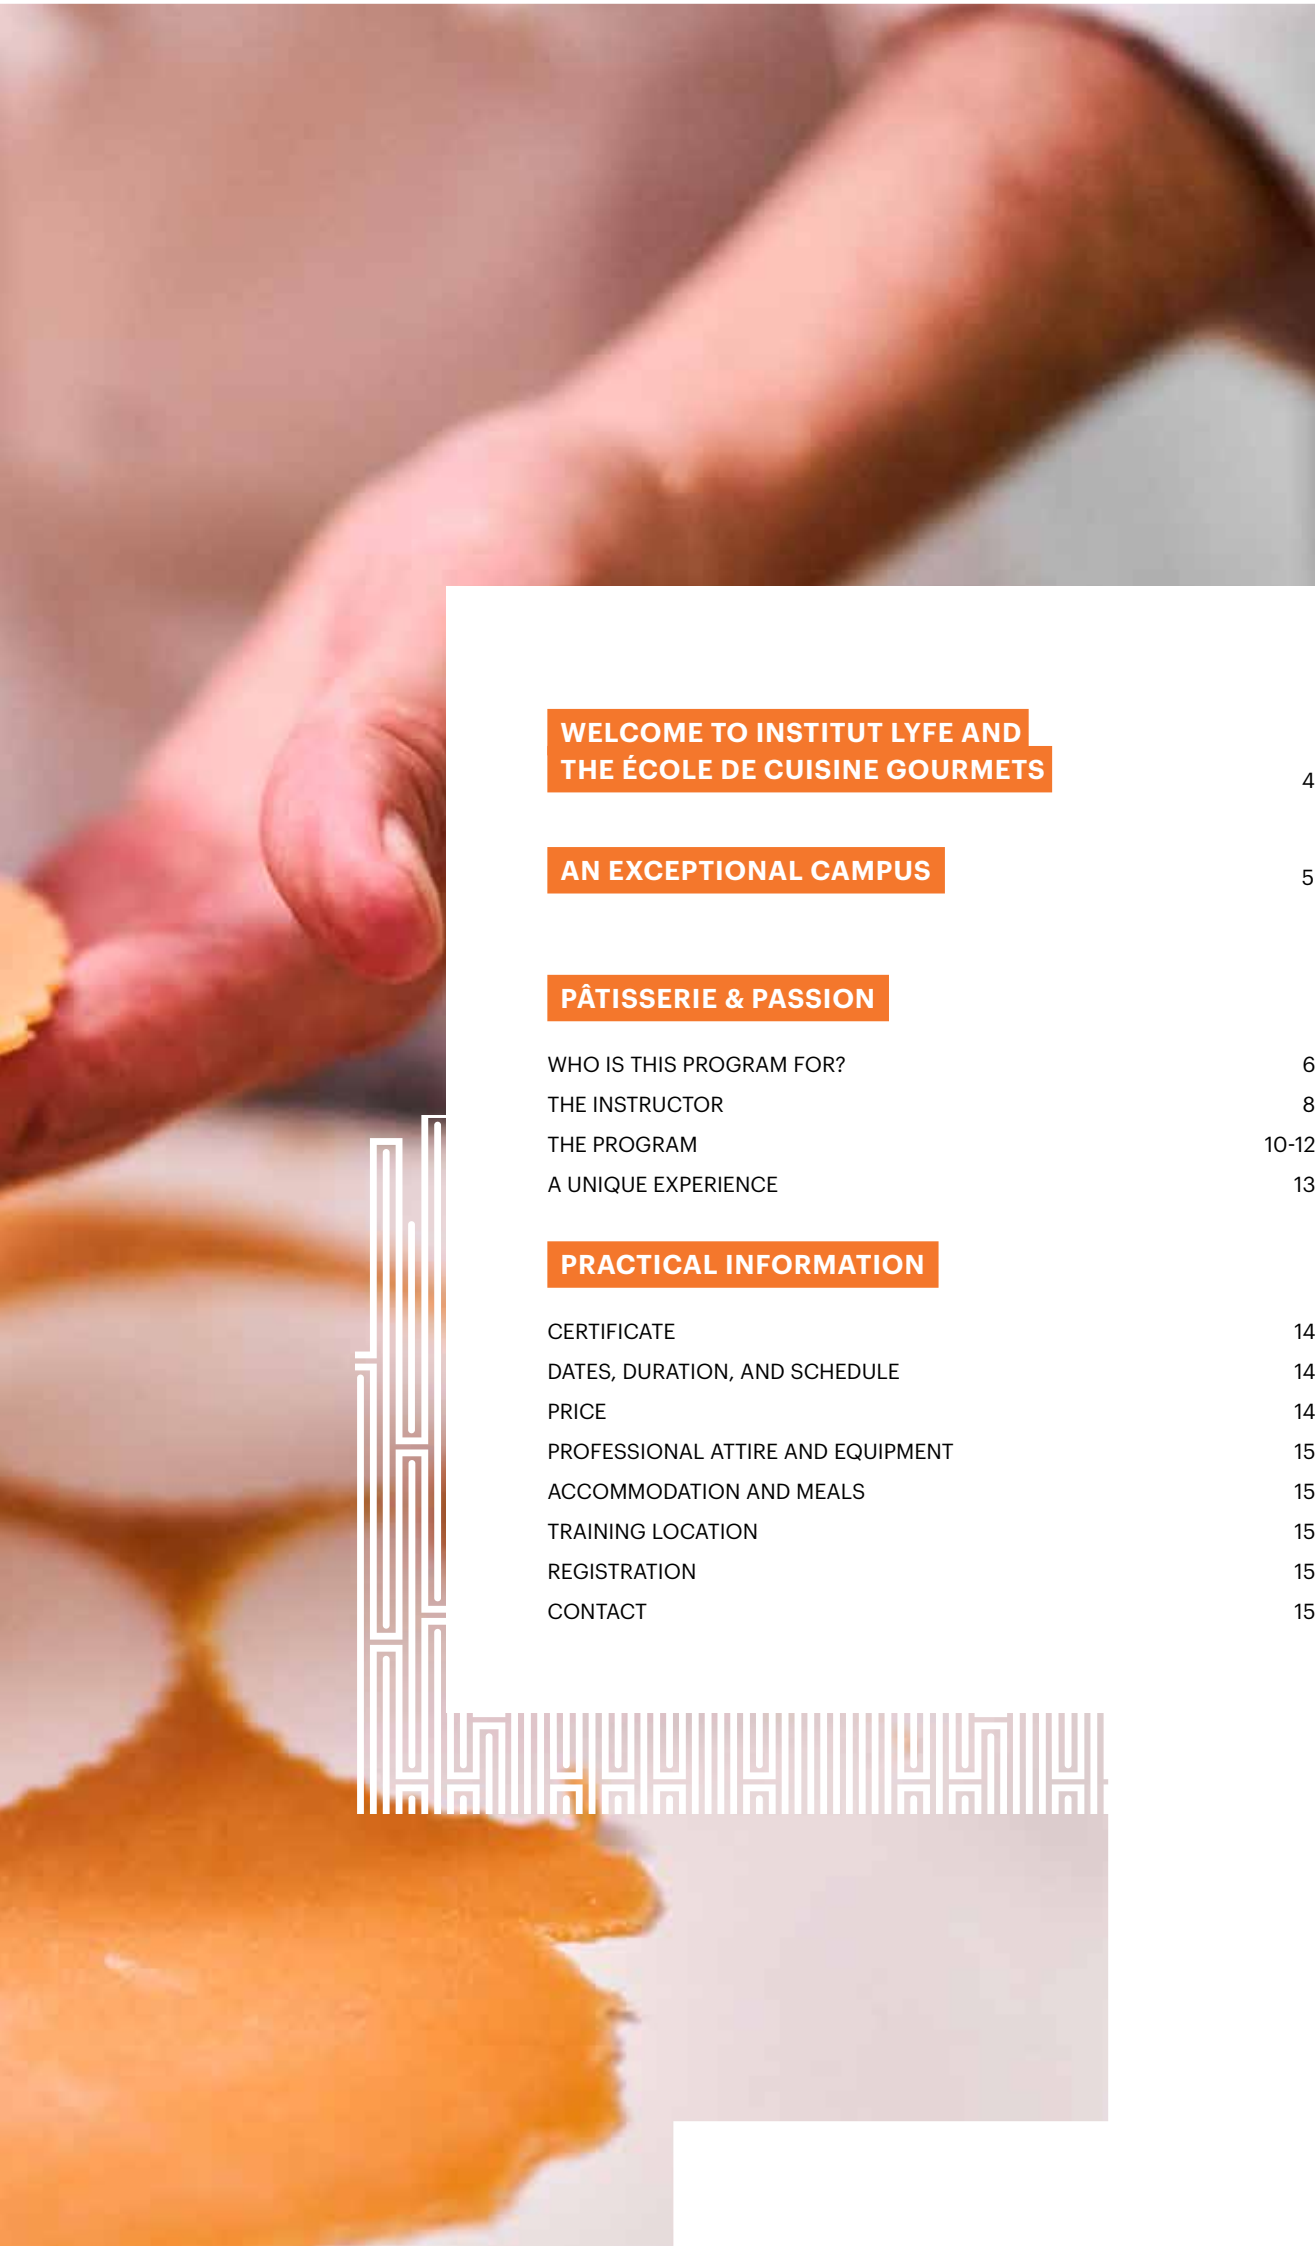 WELCOME TO INSTITUT LYFE AND
THE ÉCOLE DE CUISINE GOURMETS 4
AN EXCEPTIONAL CAMPUS 5
PÂTISSERIE & PASSION
WHO IS THIS PROGRAM FOR? 6
THE INSTRUCTOR 8
THE PROGRAM 10-12
A UNIQUE EXPERIENCE 13
PRACTICAL INFORMATION
CERTIFICATE 14
DATES, DURATION, AND SCHEDULE 14
PRICE 14
PROFESSIONAL ATTIRE AND EQUIPMENT 15
ACCOMMODATION AND MEALS 15
TRAINING LOCATION 15
REGISTRATION 15
CONTACT 15